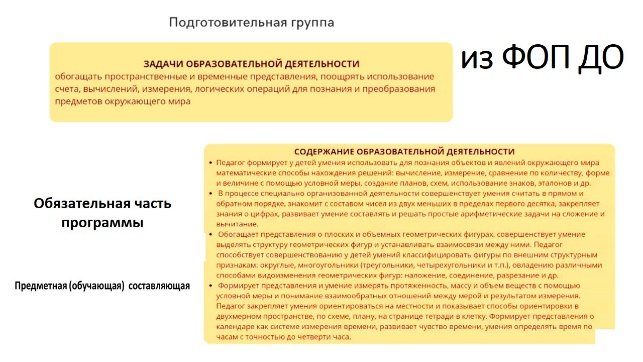 Подготовительная группа
из ФОП ДО
ЗАДАЧИ ОБРАЗОВАТЕЛЬНОЙ ДЕЯТЕЛЬНОСТИ
обогащать пространственные и временные представления, поощрять использование
счета, вычислений, измерения, логических операций для познания и преобразования
предметов окружающего мира
СОДЕРЖАНИЕ ОБРАЗОВАТЕЛЬНОЙ ДЕЯТЕЛЬНОСТИ
• Педагог формирует у детей умения использовать для познания объектов и явлений окружающего мира
математические способы нахождения решений: вычисление, измерение, сравнение по количеству, форме
и величине с помощью условной меры, создание планов, схем, использование знаков, эталонов и др.
• В процессе специально организованной деятельности совершенствует умения считать в прямом и
обратном порядке, знакомит с составом чисел из двух меньших в пределах первого десятка, закрепляет
знания о цифрах, развивает умение составлять и решать простые арифметические задачи на сложение и
вычитание.
• Обогащает представления о плоских и объемных геометрических фигурах, совершенствует умение
выделять структуру геометрических фигур и устанавливать взаимосвязи между ними. Педагог
способствует совершенствованию у детей умений классифицировать фигуры по внешним структурным
признакам: округлые, многоугольники (треугольники, четырехугольники и т.п.), овладению различными
способами видоизменения геометрических фигур: наложение, соединение, разрезание и др.
• Формирует представления и умение измерять протяженность, массу и объем веществ с помощью
условной меры и понимание взаимообратных отношений между мерой и результатом измерения.
Педагог закрепляет умения ориентироваться на местности и показывает способы ориентировки в
двухмерном пространстве, по схеме, плану, на странице тетради в клетку. Формирует представления о
календаре как системе измерения времени, развивает чувство времени, умения определять время по
часам с точностью до четверти часа.
Обязательная часть
программы
Предметная (обучающая) составляющая